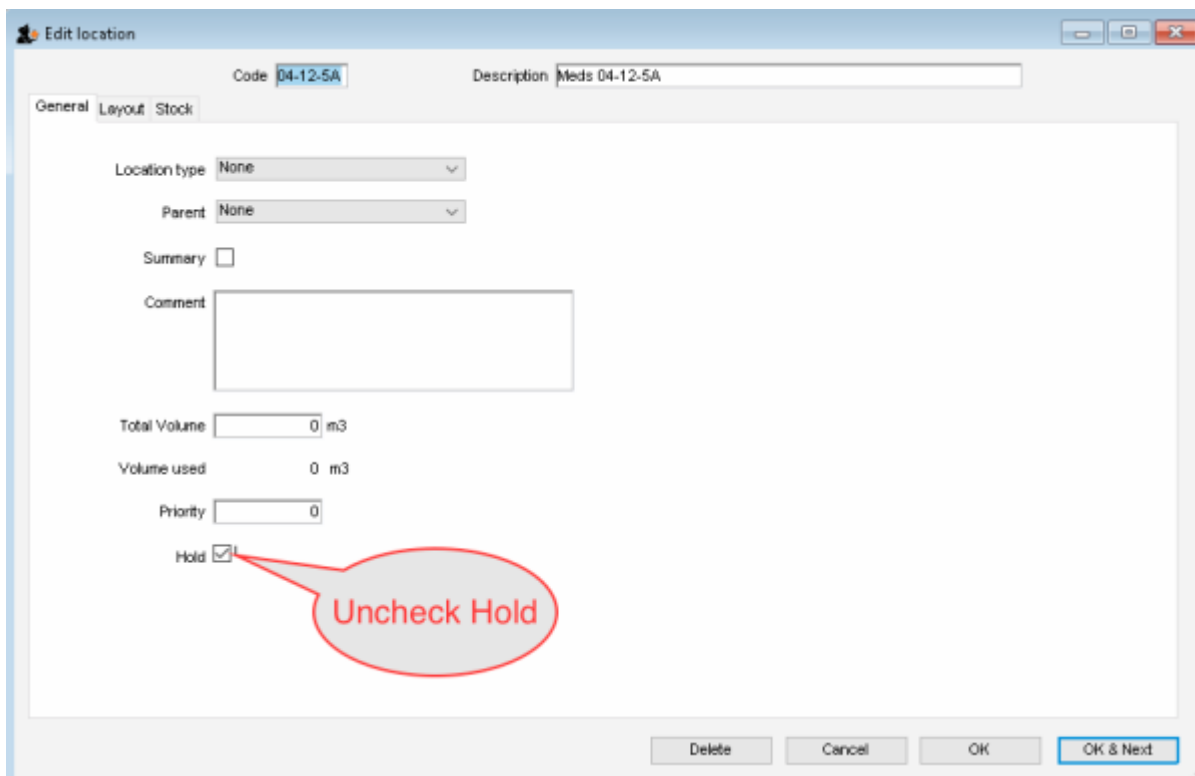 Edit location
Code 04-12-5A Description Meds 04-12-5A
General Layout Stock
Location type None
Parent None
Summary
Comment
Total Volume 0 m3
Volume used 0 m3
Priority 0
Hold
Uncheck Hold
Delete Cancel OK OK & Next